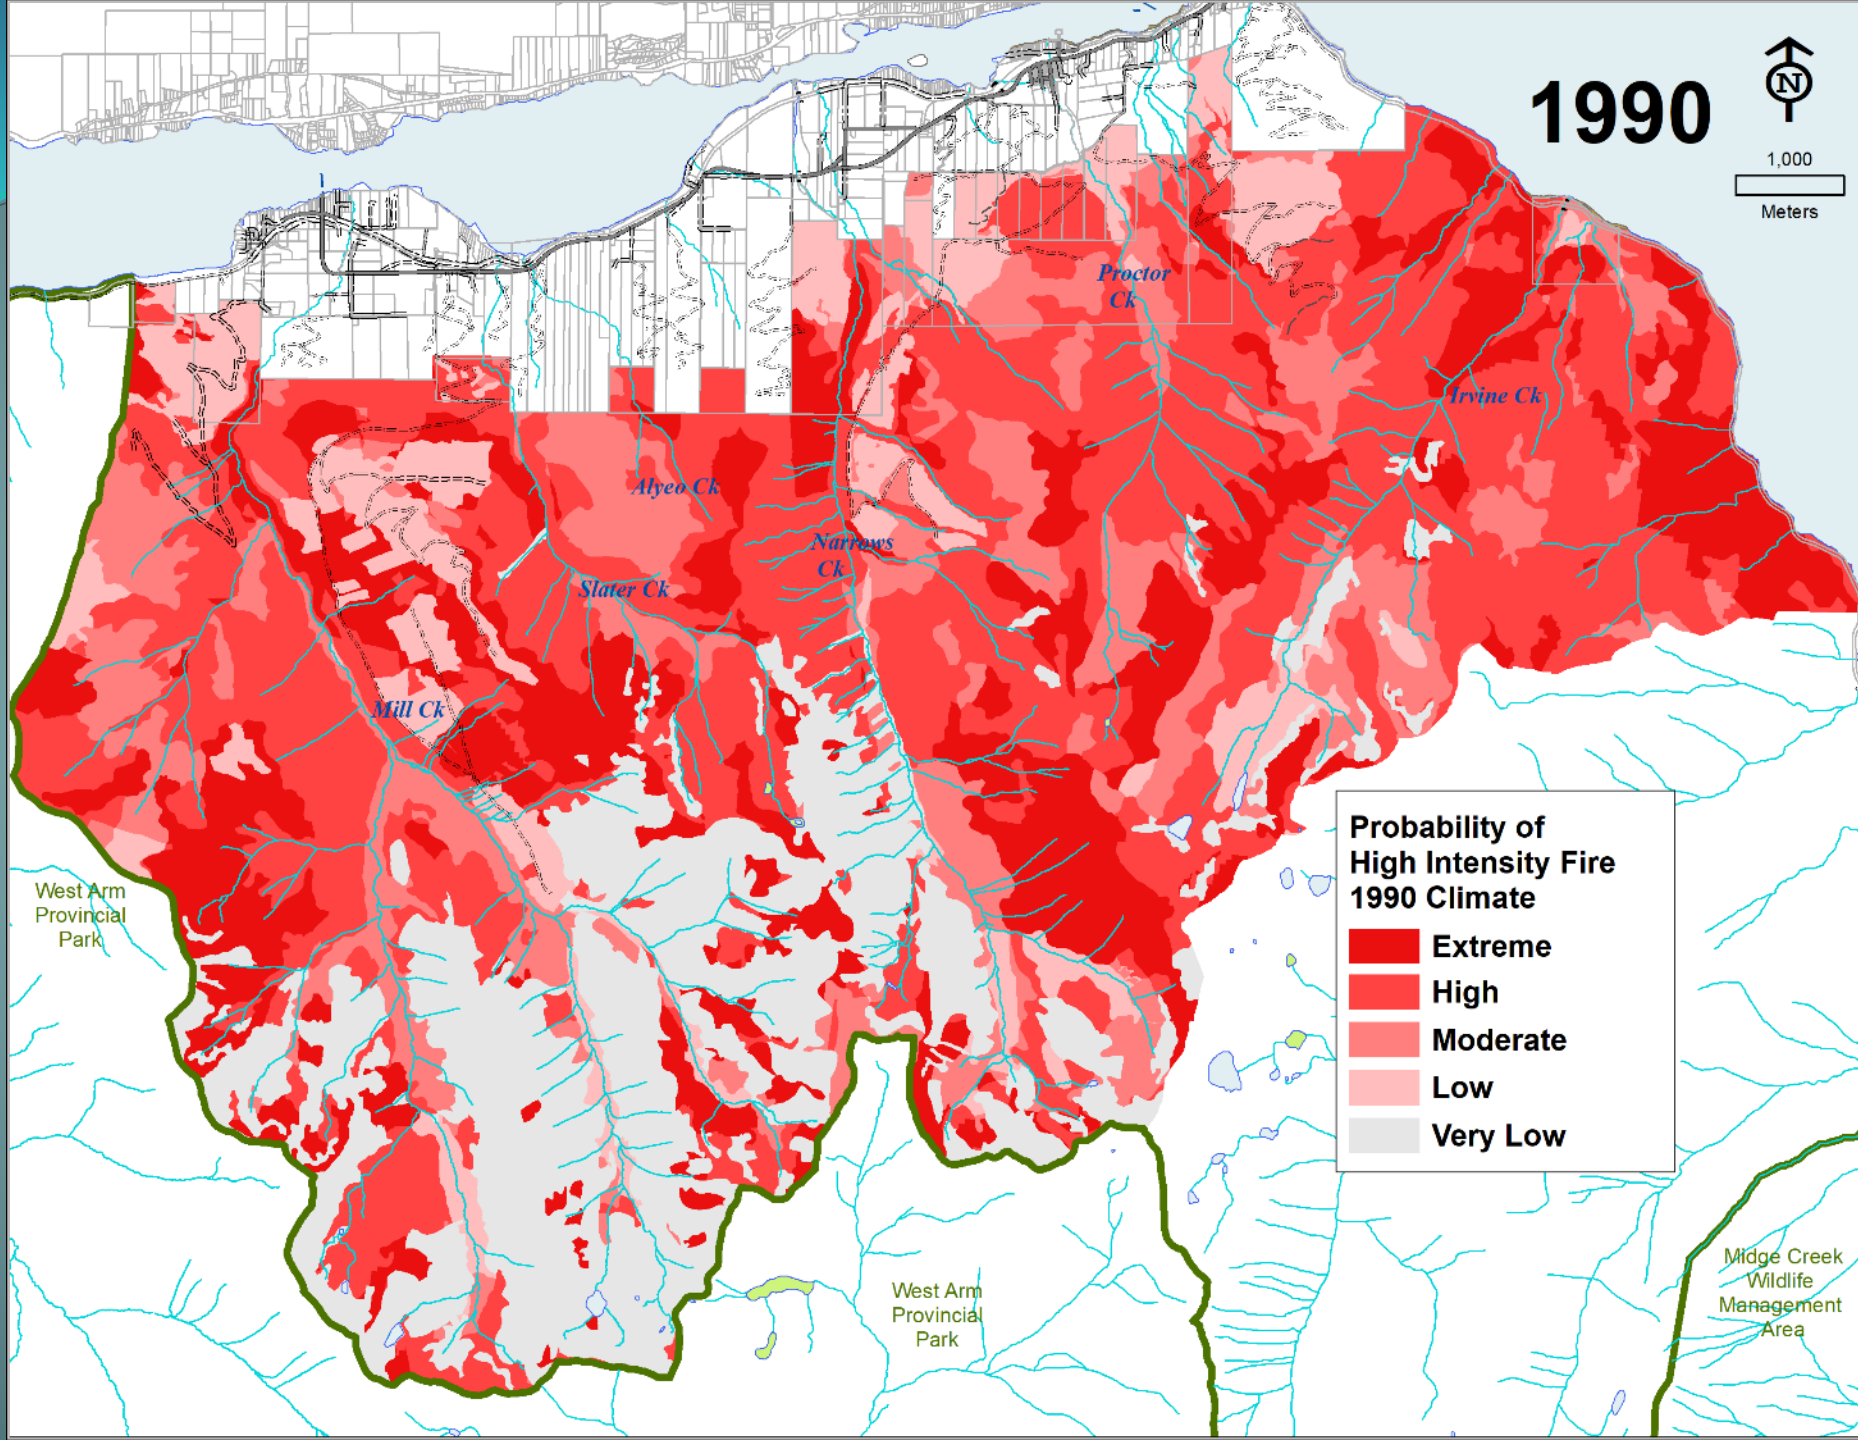 1990
N
1,000
Meters
Proctor
Ck
Irvine Ck
Alyeo Ck
Narrows
Ck
Slater Ck
Mill Ck
Probability of
High Intensity Fire
1990 Climate
Extreme
High
Moderate
Low
Very Low
West Arm
Provincial
Park
West Arm
Provincial
Park
Midge Creek
Wildlife
Management
Area